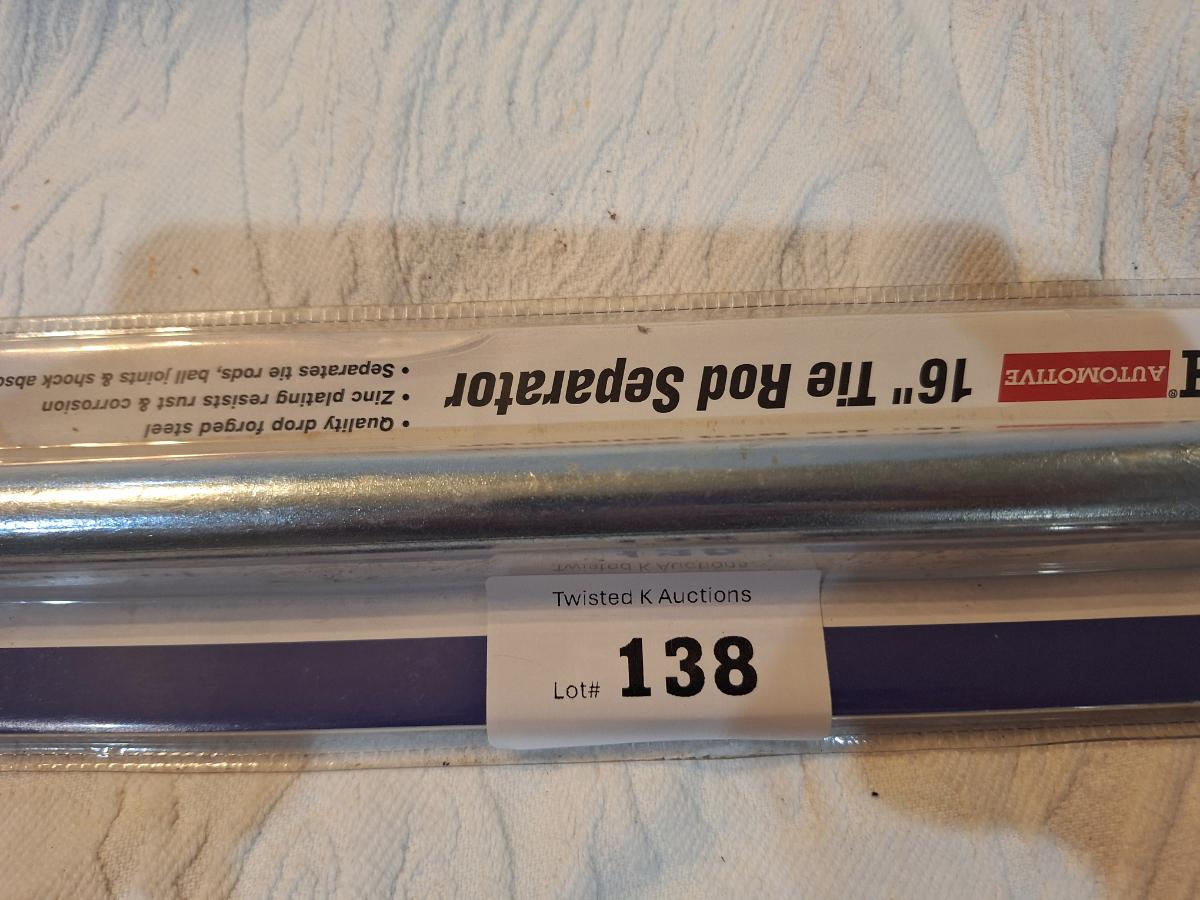 AUTOMOTIVE ®
16" Tie Rod Separator
• Quality drop forged steel
• Zinc plating resists rust & corrosion
• Separates tie rods, ball joints & shock
Twisted K Auctions
Lot# 138